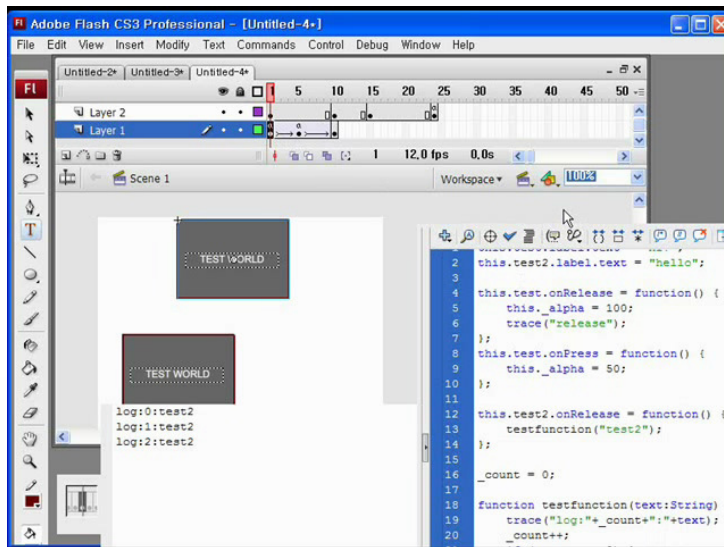 Adobe Flash CS3 Professional - [Untitled-4*]
File Edit View Insert Modify Text Commands Control Debug Window Help
Untitled-2* Untitled-3* Untitled-4*
Fl
1 5 10 15 20 25 30 35 40 45 50
Layer 2
Layer 1
1 12.0 fps 0.0s
Scene 1
Workspace
100%
TEST WORLD
TEST WORLD
log:0:test2
log:1:test2
log:2:test2
2 this.test2.label.text = "hello";
3
4 this.test.onRelease = function() {
5 this._alpha = 100;
6 trace("release");
7 };
8 this.test.onPress = function() {
9 this._alpha = 50;
10 };
11
12 this.test2.onRelease = function() {
13 testfunction("test2");
14 };
15
16 _count = 0;
17
18 function testfunction(text:String)
19 trace("log:"+_count+":"+text);
20 _count++;